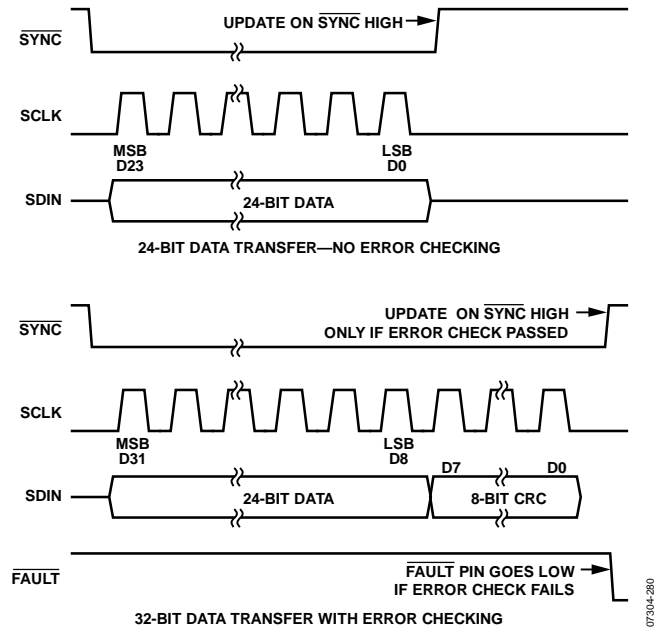 UPDATE ON SYNC HIGH
SYNC
SCLK
MSB
D23
LSB
D0
SDIN
24-BIT DATA
24-BIT DATA TRANSFER—NO ERROR CHECKING
UPDATE ON SYNC HIGH
ONLY IF ERROR CHECK PASSED
SYNC
SCLK
MSB
D31
LSB
D8
D7
D0
SDIN
24-BIT DATA
8-BIT CRC
FAULT
FAULT PIN GOES LOW
IF ERROR CHECK FAILS
32-BIT DATA TRANSFER WITH ERROR CHECKING
07304-280